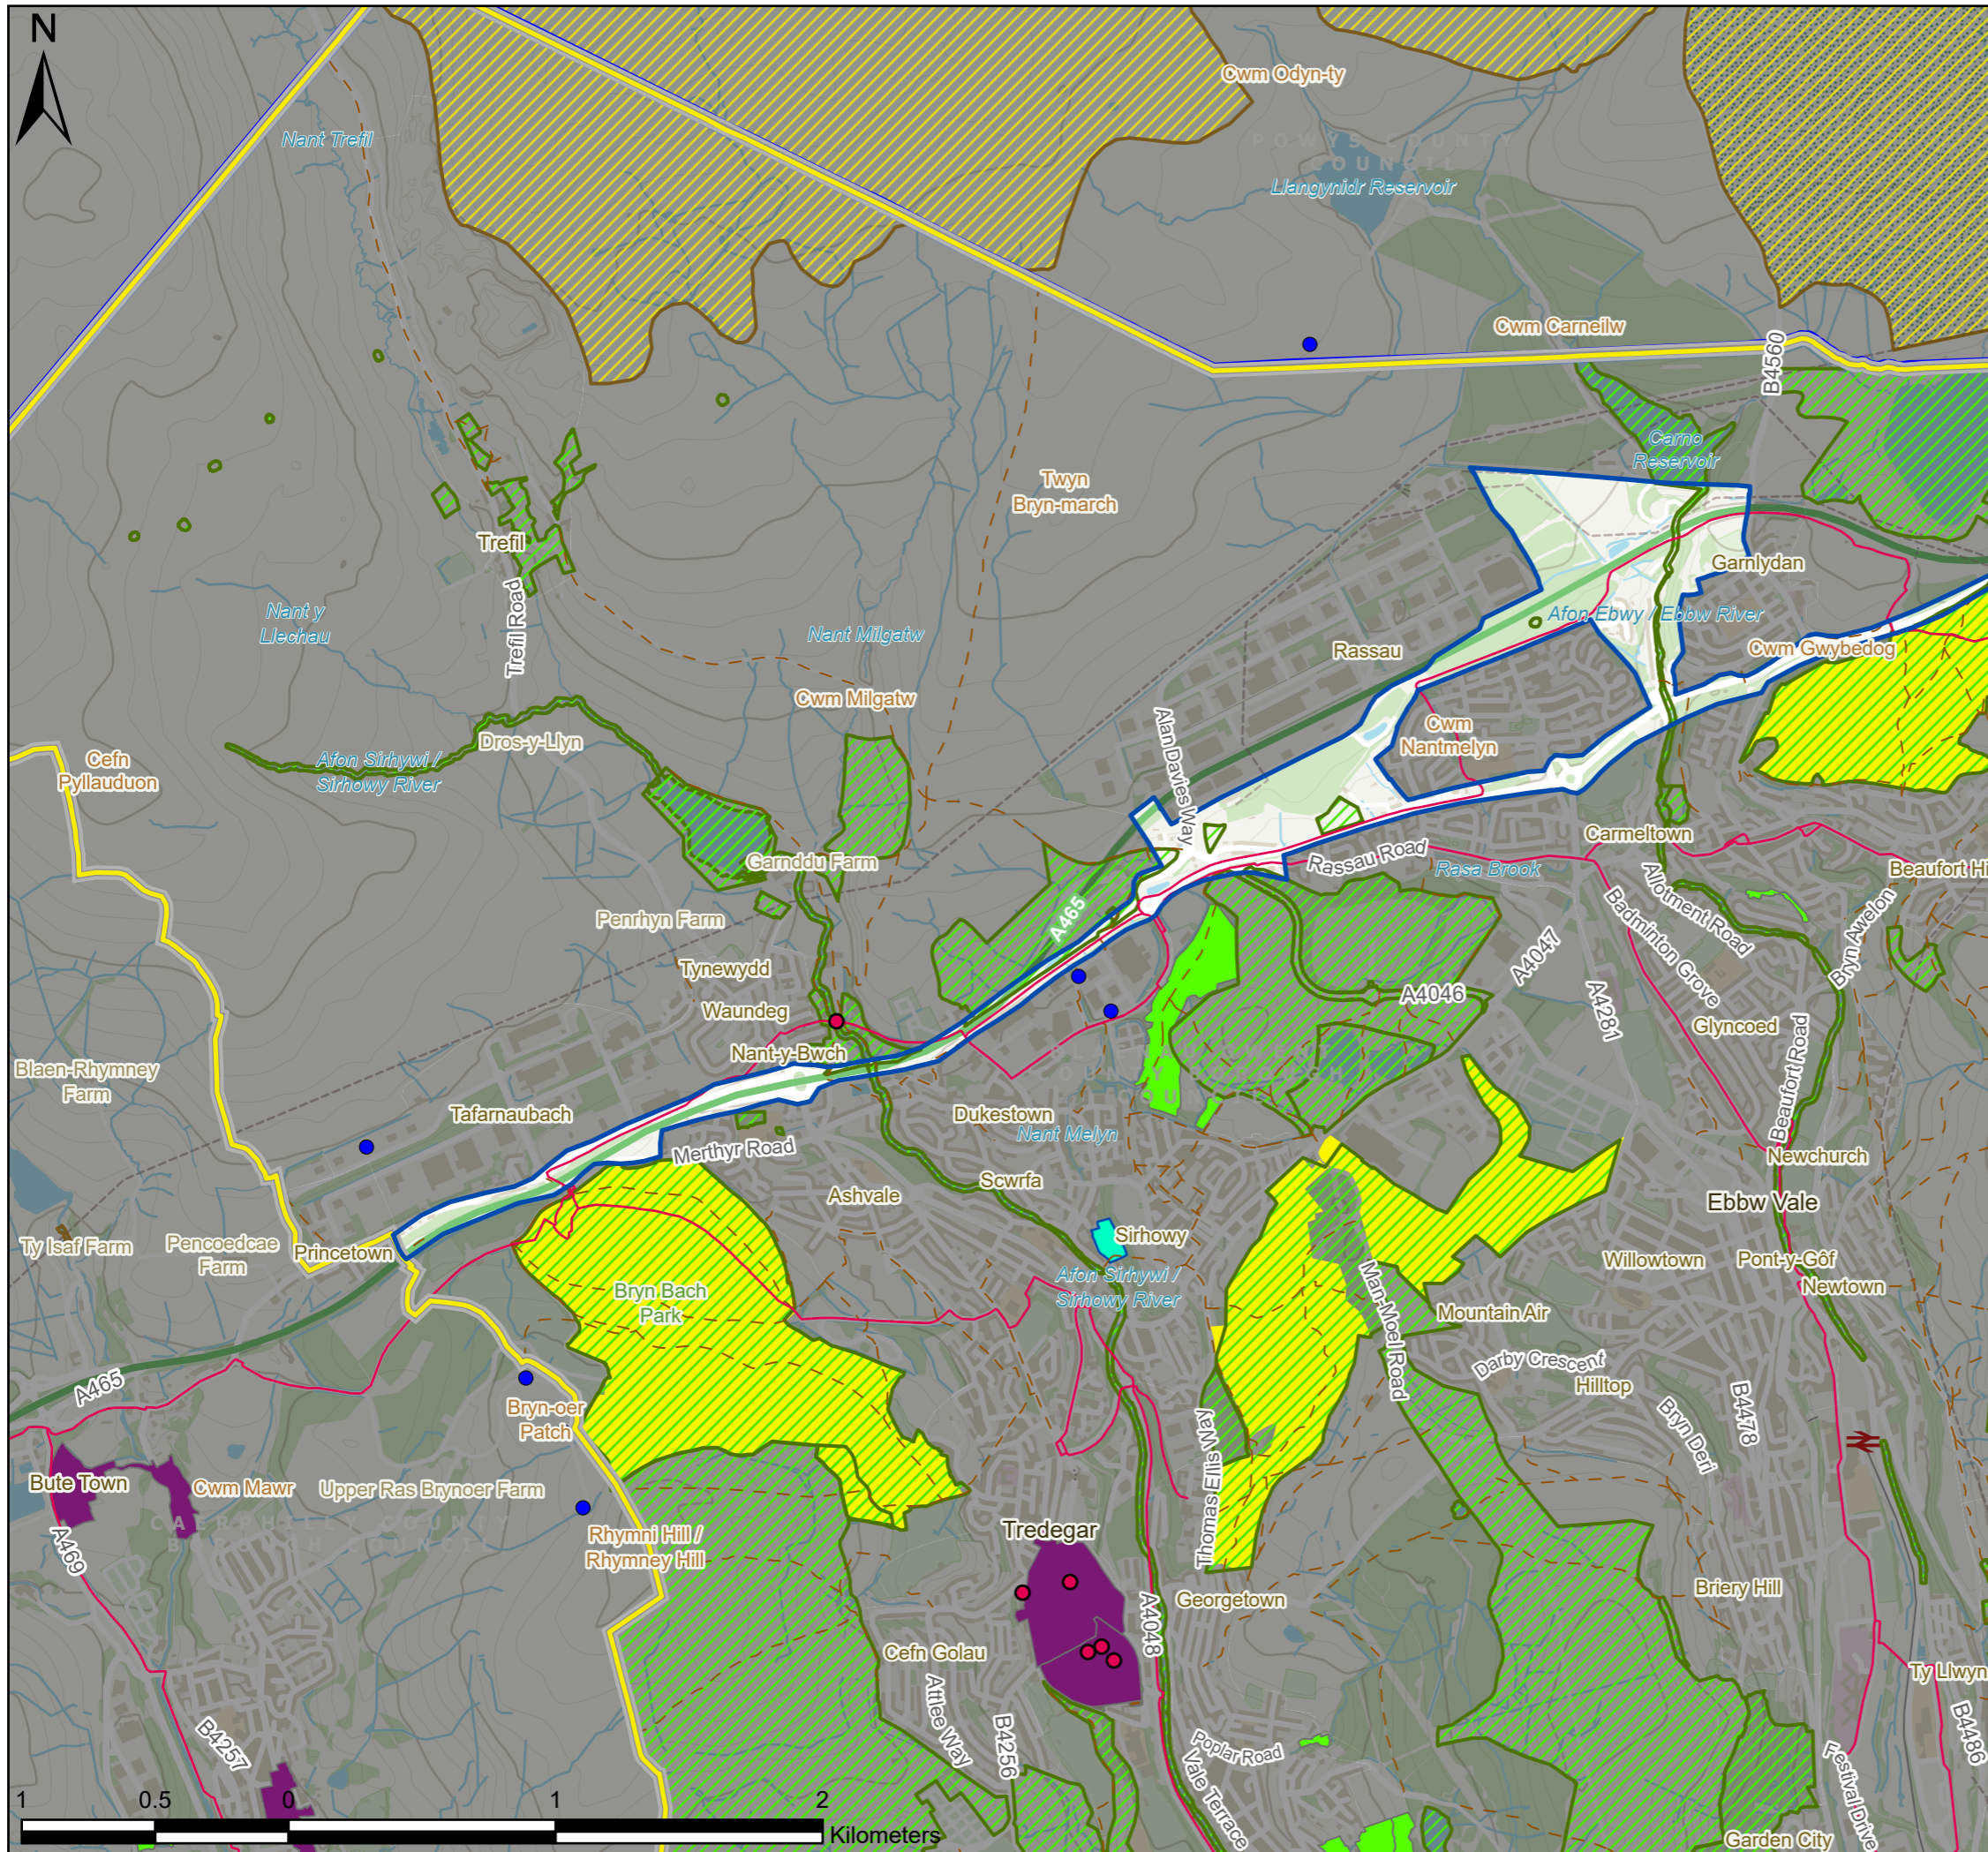 N
Cwm Odyn-ty
Nant Trefil
POWYS COUNTY
COUNCIL
Llangynidr Reservoir
Cwm Carneilw
B4560
Carno
Reservoir
Twyn
Bryn-march
Trefil
Garnlydan
Trefil Road
Nant y
Llechau
Nant Milgatw
Afon Ebwy / Ebbw River
Rassau
Cwm Gwybedog
Cwm Milgatw
Alan Davies Way
Cwm
Nantmelyn
Dros-y-Llyn
Cefn
Pyllauduon
Afon Sirhywi /
Sirhowy River
Carmeltown
Garnddu Farm
Rassau Road
Rasa Brook
Beaufort Hi
Allotment Road
Penrhyn Farm
A465
Badminton Grove
Bryn Awelon
A4047
Tynewydd
A4046
A4281
Waundeg
Glyncoed
Nant-y-Bwch
Blaen-Rhymney
Farm
Beaufort Road
Tafarnaubach
Dukestown
Nant Melyn
Merthyr Road
Newchurch
Scwrfa
Ashvale
Ebbw Vale
Sirhowy
Ty Isaf Farm
Pencoedcae
Farm
Princetown
Willowtown
Pont-y-Gôf
Afon Sirhywi /
Sirhowy River
Newtown
Bryn Bach
Park
Man-Moel Road
Mountain Air
Darby Crescent
Hilltop
A465
Bryn-oer
Patch
B4478
Bryn Deri
Thomas Ellis Way
Bute Town
Cwm Mawr
Upper Ras Brynoer Farm
CAERPHILLY COUNTY
BOROUGH COUNCIL
Rhymni Hill /
Rhymney Hill
Tredegar
A469
Briery Hill
Georgetown
A4048
Cefn Golau
Ty Llwyn
Attlee Way
B4256
B4257
Poplar Road
Vale Terrace
B4486
Festival Drive
Garden City
1 0.5 0 1 2
Kilometers